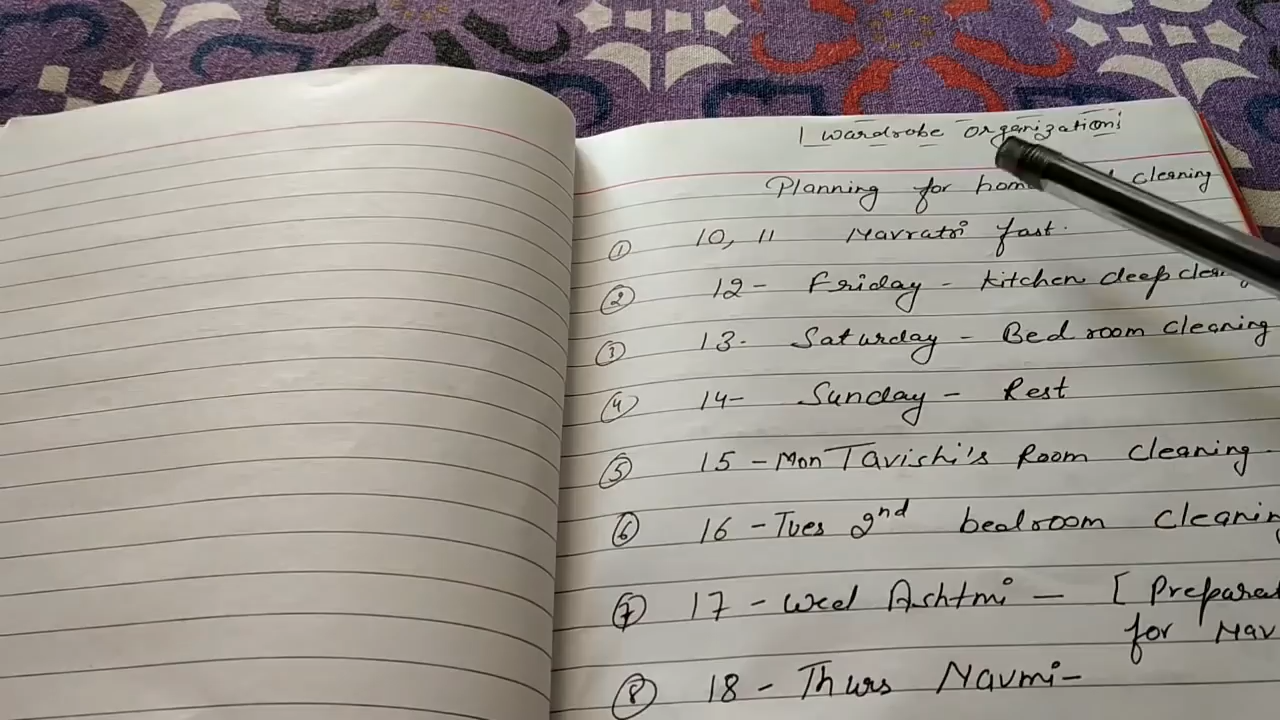 1 wardrobe organization
Planning for cleaning
① 10, 11 Navratri fast.
② 12 - Friday - kitchen deep
③ 13. Saturday - Bed room cleaning
④ 14- Sunday - Rest
⑤ 15 - Mon Tavishi's Room cleaning.
⑥ 16 - Tues 2nd bedroom
⑦ 17 - Wed Ashtmi - [
for
⑧ 18 - Thurs Navmi-